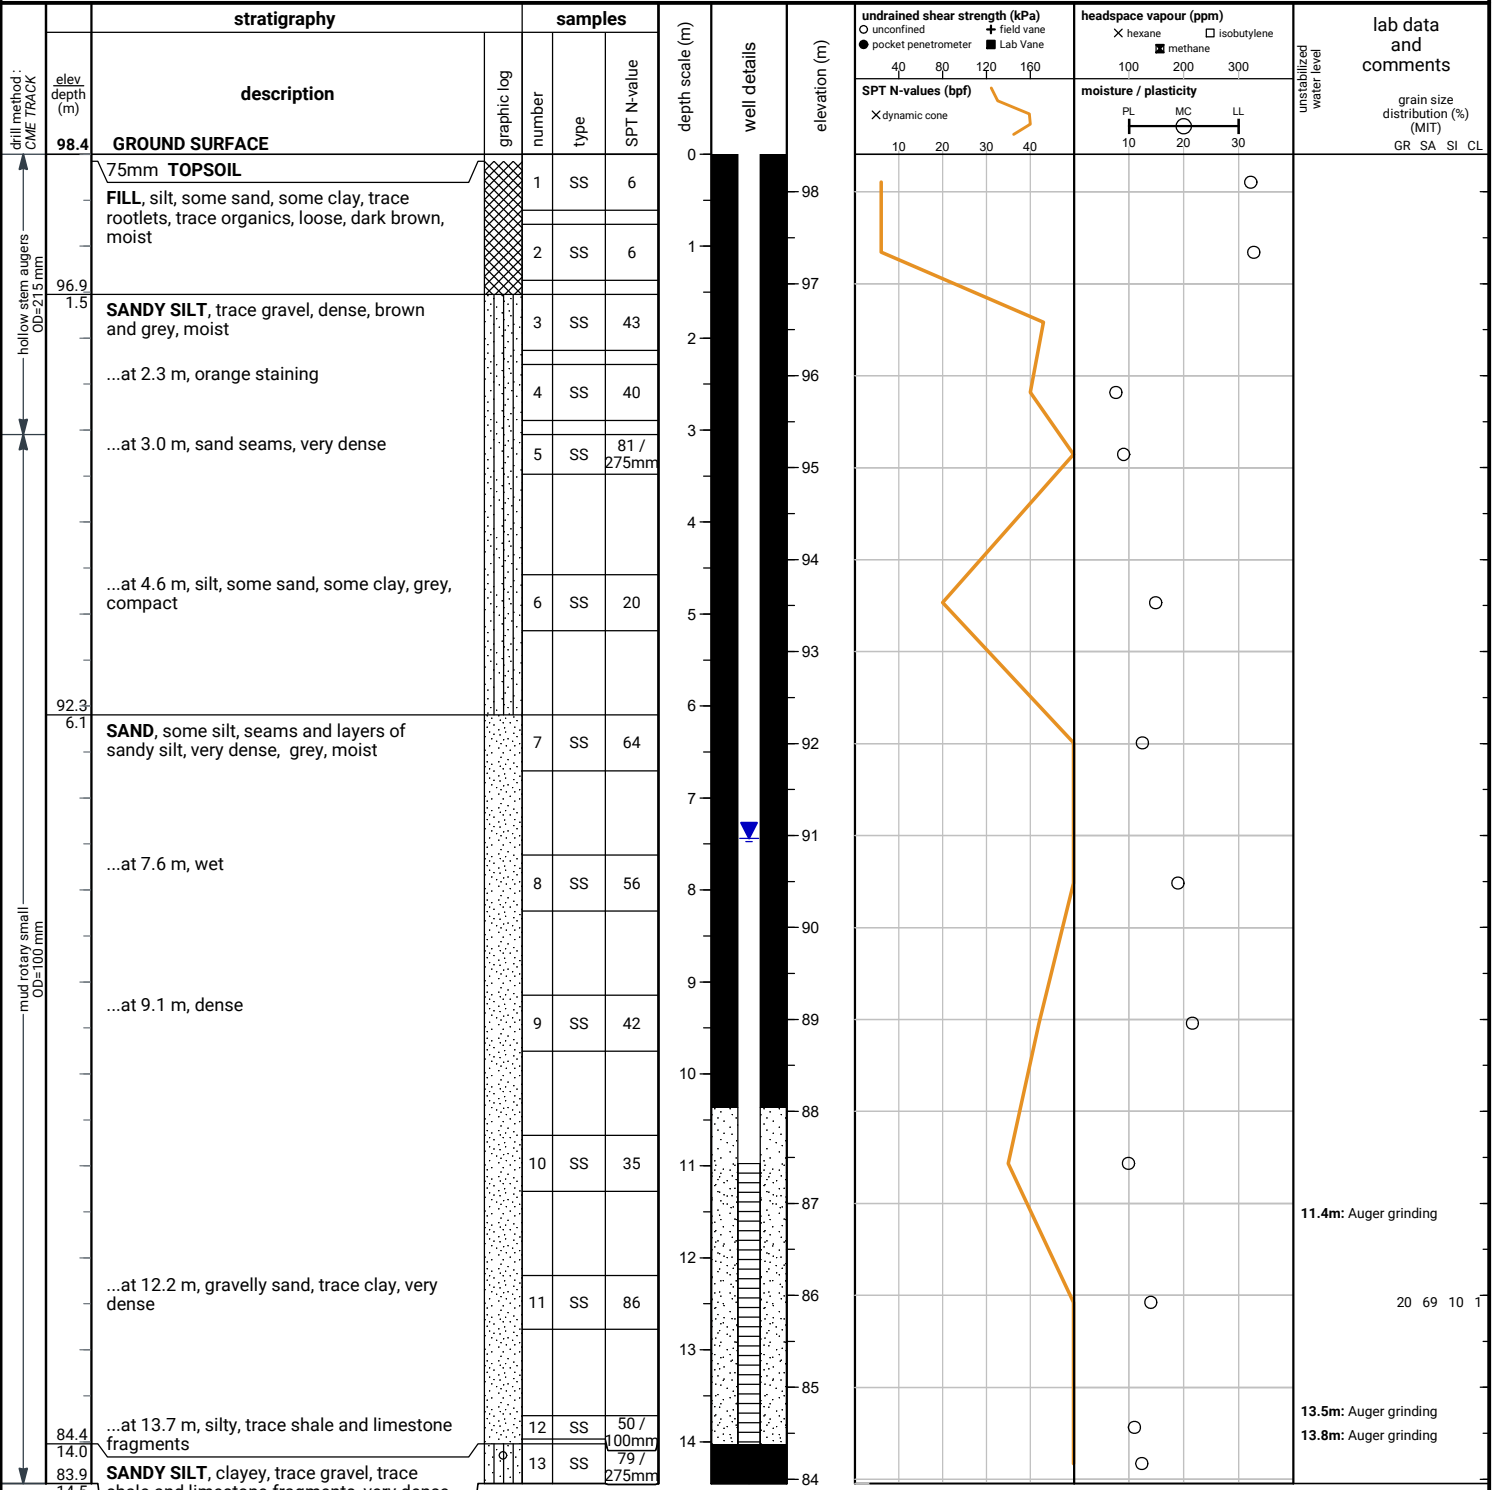 stratigraphy
samples
drill method :
CME TRACK
elev
depth
(m)
description
graphic log
number
type
SPT N-value
depth scale (m)
well details
elevation (m)
undrained shear strength (kPa)
unconfined
field vane
pocket penetrometer
Lab Vane
40 80 120 160
SPT N-values (bpf)
dynamic cone
10 20 30 40
headspace vapour (ppm)
hexane
isobutylene
methane
100 200 300
moisture / plasticity
PL MC LL
10 20 30
unstabilized
water level
lab data
and
comments
grain size
distribution (%)
(MIT)
GR SA SI CL
98.4 GROUND SURFACE
hollow stem augers
OD=215 mm
mud rotary small
OD=100 mm
75mm TOPSOIL
FILL, silt, some sand, some clay, trace
rootlets, trace organics, loose, dark brown,
moist
96.9
1.5
SANDY SILT, trace gravel, dense, brown
and grey, moist
...at 2.3 m, orange staining
...at 3.0 m, sand seams, very dense
...at 4.6 m, silt, some sand, some clay, grey,
compact
92.3
6.1
SAND, some silt, seams and layers of
sandy silt, very dense, grey, moist
...at 7.6 m, wet
...at 9.1 m, dense
...at 12.2 m, gravelly sand, trace clay, very
dense
...at 13.7 m, silty, trace shale and limestone
fragments
84.4
14.0
SANDY SILT, clayey, trace gravel, trace
83.9
14.5
shale and limestone fragments, very dense
1 SS 6
2 SS 6
3 SS 43
4 SS 40
5 SS 81 /
275mm
6 SS 20
7 SS 64
8 SS 56
9 SS 42
10 SS 35
11 SS 86
12 SS 50 /
100mm
13 SS 79 /
275mm
0
1
2
3
4
5
6
7
8
9
10
11
12
13
14
98
97
96
95
94
93
92
91
90
89
88
87
86
85
84
11.4m: Auger grinding
20 69 10 1
13.5m: Auger grinding
13.8m: Auger grinding